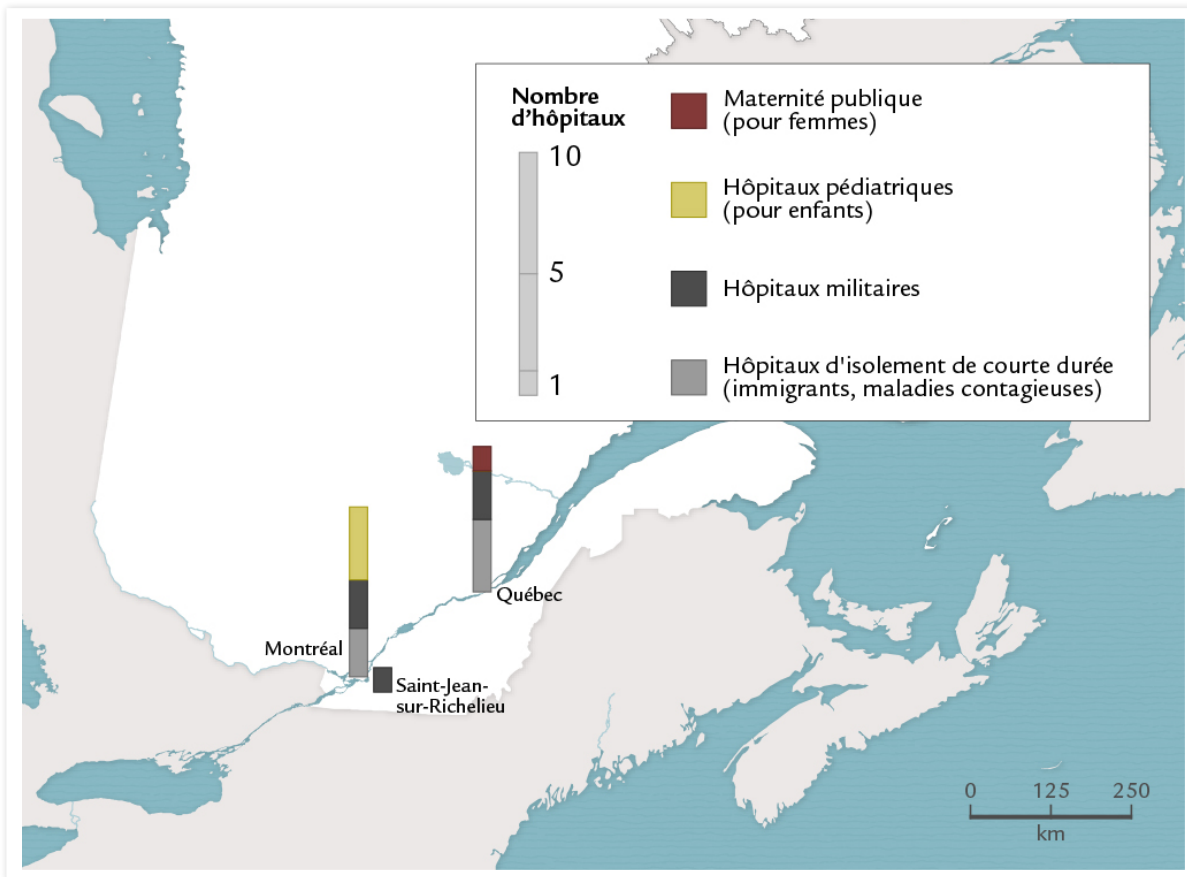 Nombre
d'hôpitaux
10
5
1
Maternité publique
(pour femmes)
Hôpitaux pédiatriques
(pour enfants)
Hôpitaux militaires
Hôpitaux d'isolement de courte durée
(immigrants, maladies contagieuses)
Québec
Montréal
Saint-Jean-
sur-Richelieu
0 125 250
km